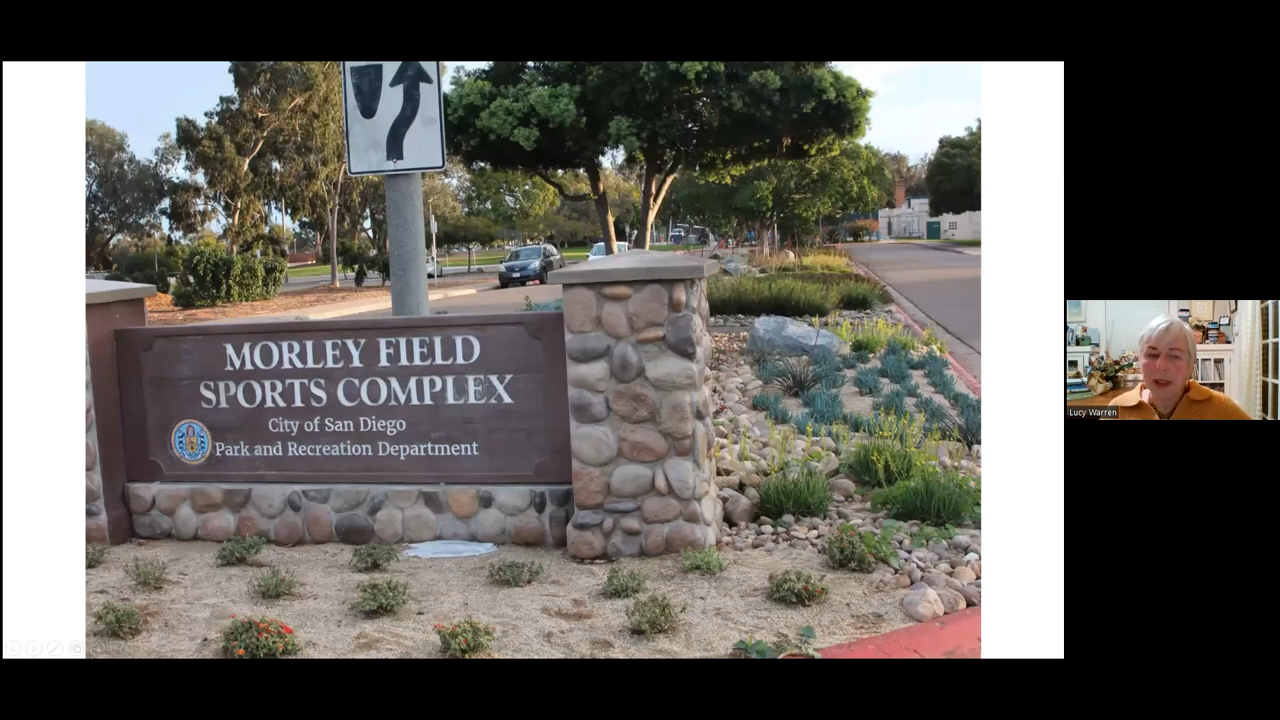 MORLEY FIELD
SPORTS COMPLEX
City of San Diego
Park and Recreation Department
Lucy Warren